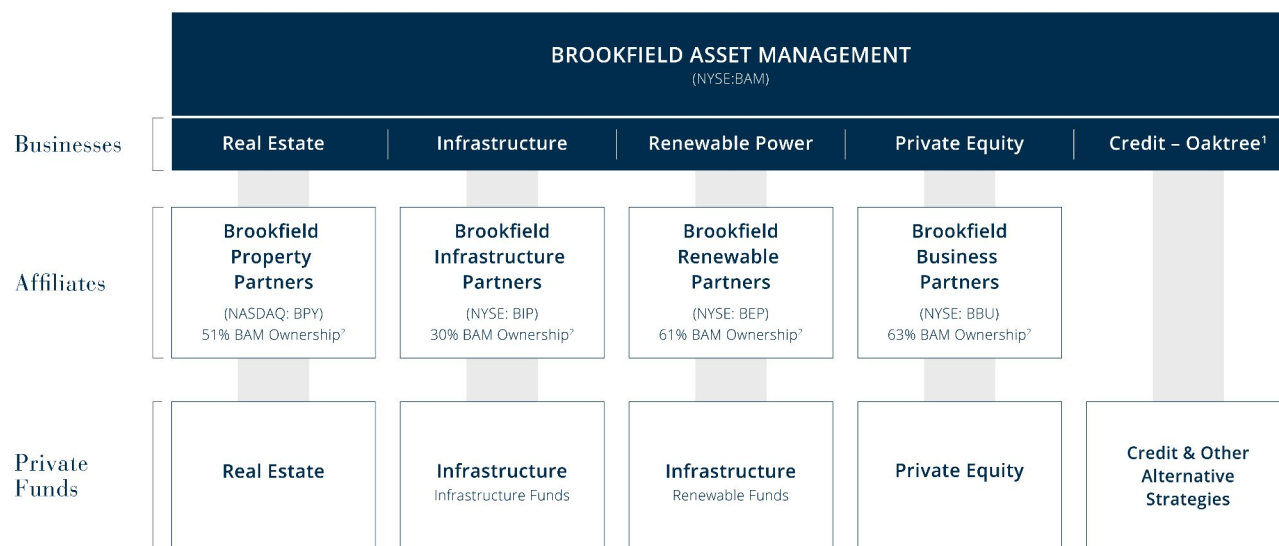 BROOKFIELD ASSET MANAGEMENT
(NYSE:BAM)
Businesses
Real Estate
Infrastructure
Renewable Power
Private Equity
Credit – Oaktree¹
Affiliates
Brookfield
Property
Partners
(NASDAQ: BPY)
51% BAM Ownership²
Brookfield
Infrastructure
Partners
(NYSE: BIP)
30% BAM Ownership²
Brookfield
Renewable
Partners
(NYSE: BEP)
61% BAM Ownership²
Brookfield
Business
Partners
(NYSE: BBU)
63% BAM Ownership²
Private
Funds
Real Estate
Infrastructure
Infrastructure Funds
Infrastructure
Renewable Funds
Private Equity
Credit & Other
Alternative
Strategies